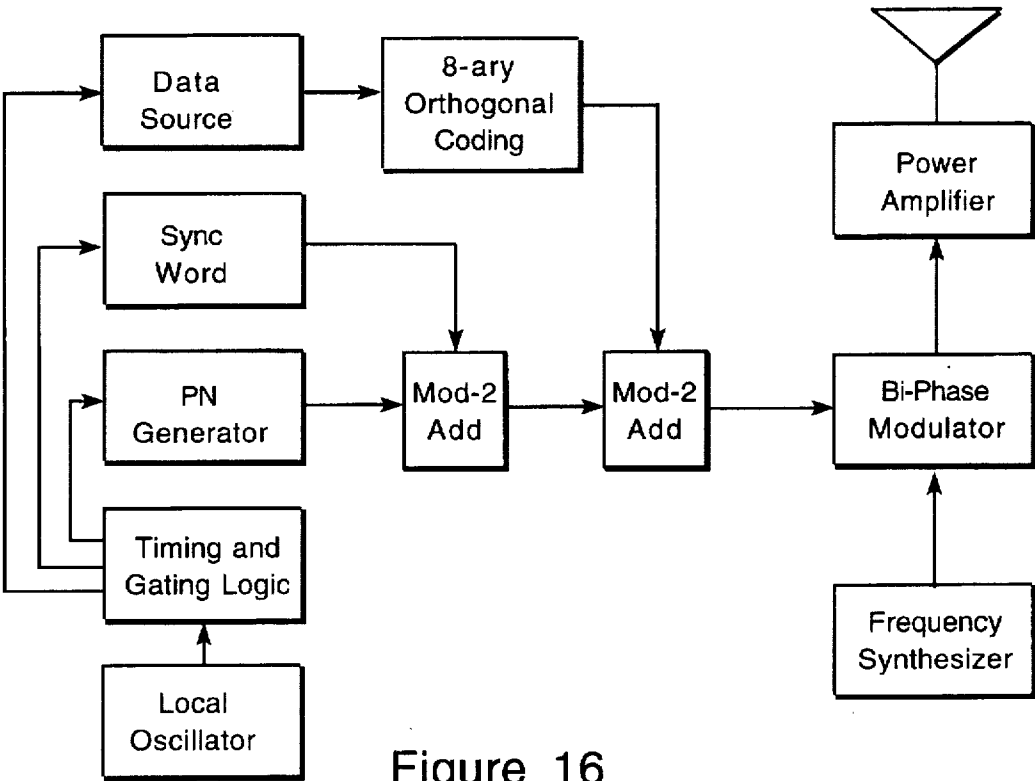 Data
Source
8-ary
Orthogonal
Coding
Power
Amplifier
Sync
Word
PN
Generator
Mod-2
Add
Mod-2
Add
Bi-Phase
Modulator
Timing and
Gating Logic
Frequency
Synthesizer
Local
Oscillator
Figure 16